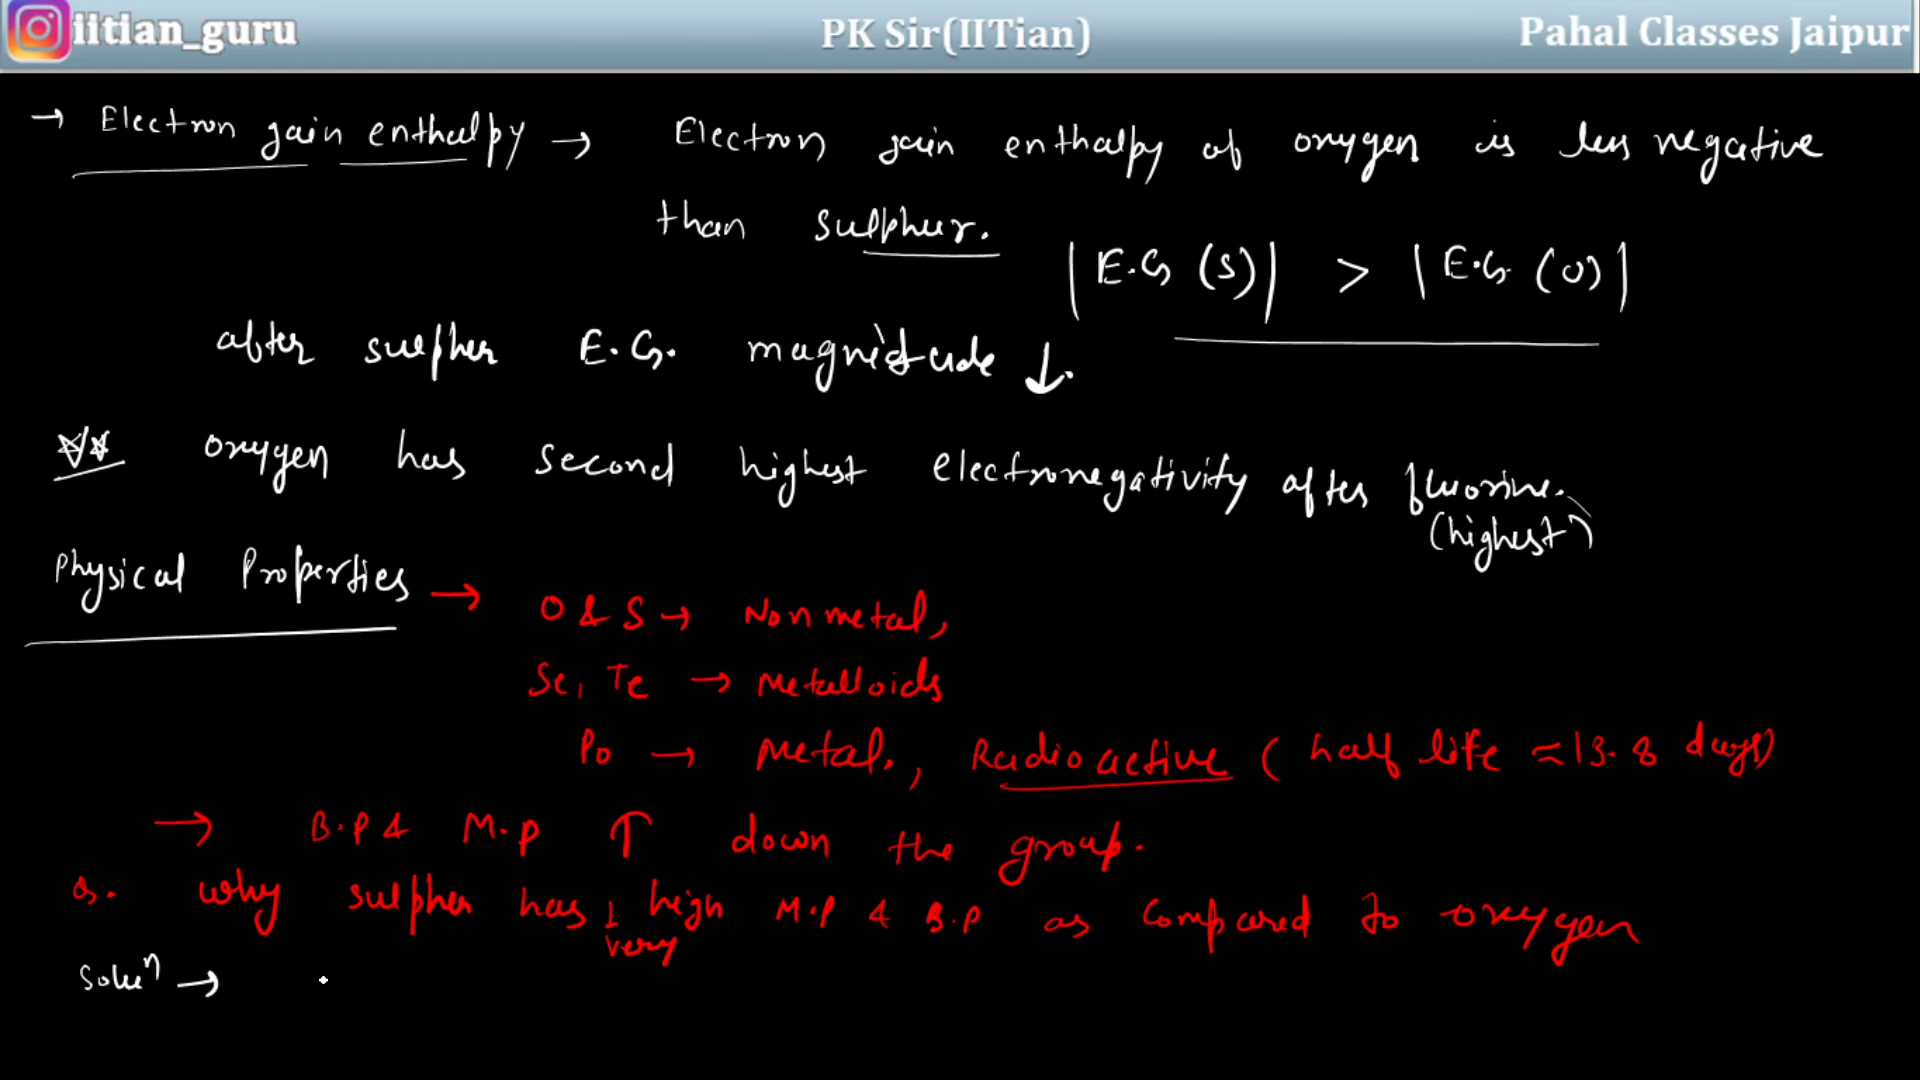 iitian_guru PK Sir(IITian) Pahal Classes Jaipur
→ Electron gain enthalpy → Electron gain enthalpy of oxygen is less negative
than sulphur.
|E.G (S)| > |E.G. (O)|
after sulpher E.G. magnitude ↓.
oxygen has second highest electronegativity after fluorine.
(highest)
Physical Properties → O & S → Non metal,
Se, Te → Metalloids
Po → Metal, Radioactive (half life ≈ 13.8 days)
→ B.P & M.p ↑ down the group.
Q. why sulpher has very high M.P & B.P as compared to oxygen
Soluⁿ →